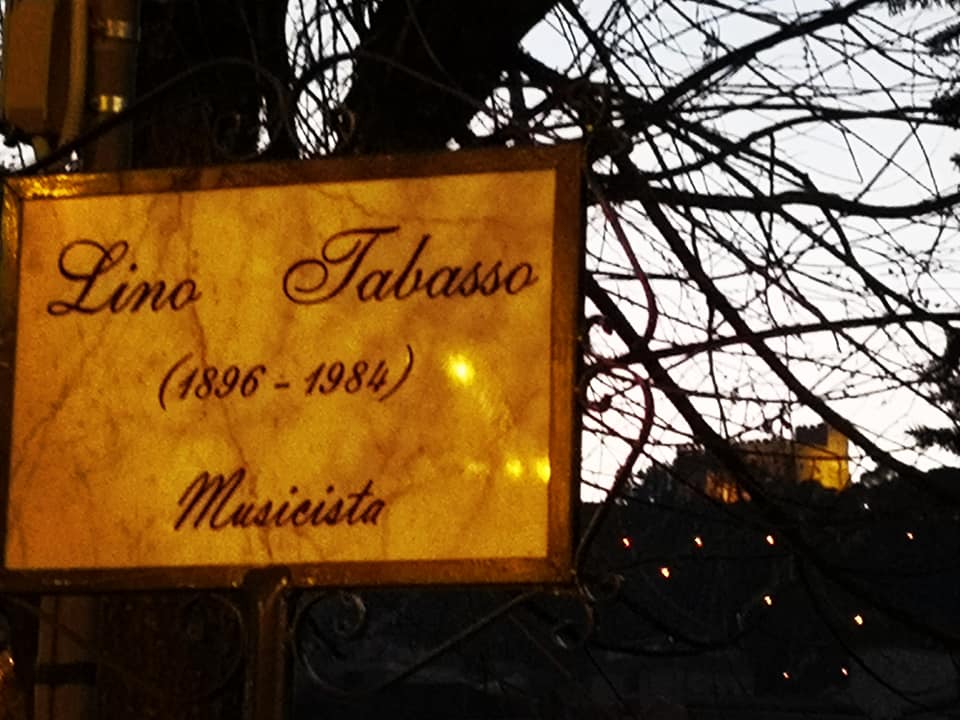 Lino Tabasso
(1896 - 1984)
Musicista